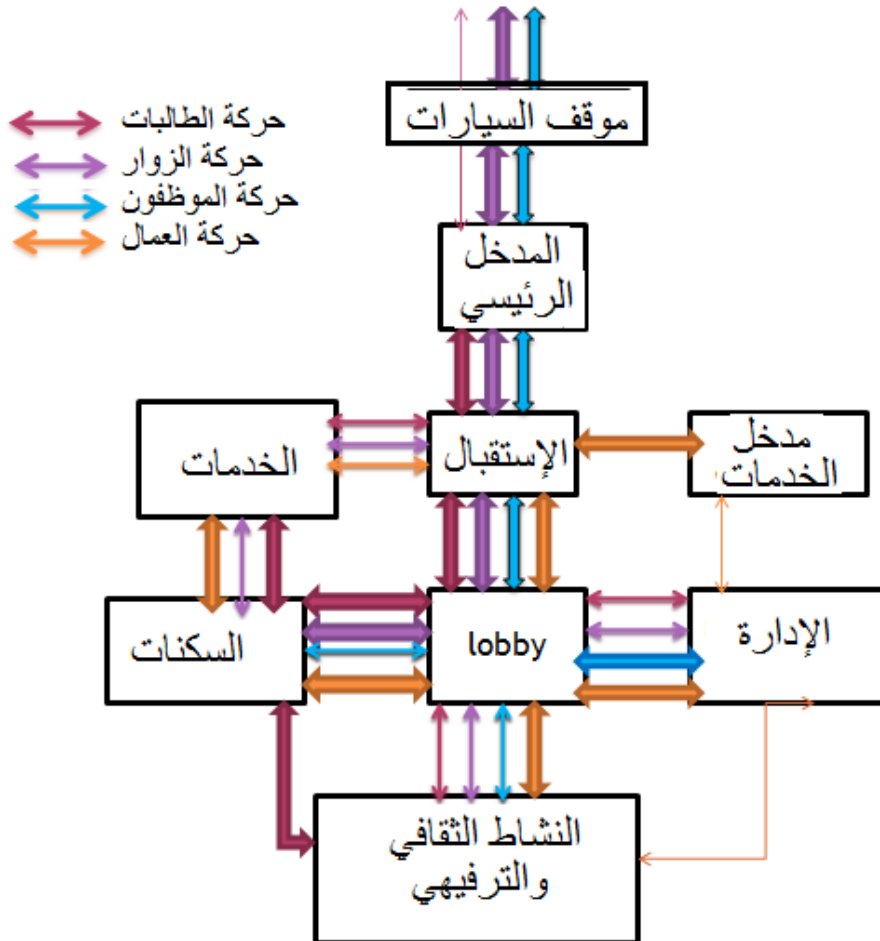 موقف السيارات
حركة الطالبات
حركة الزوار
حركة الموظفون
حركة العمال
المدخل
الرئيسي
الخدمات
الإستقبال
مدخل
الخدمات
السكنات
lobby
الإدارة
النشاط الثقافي
والترفيهي